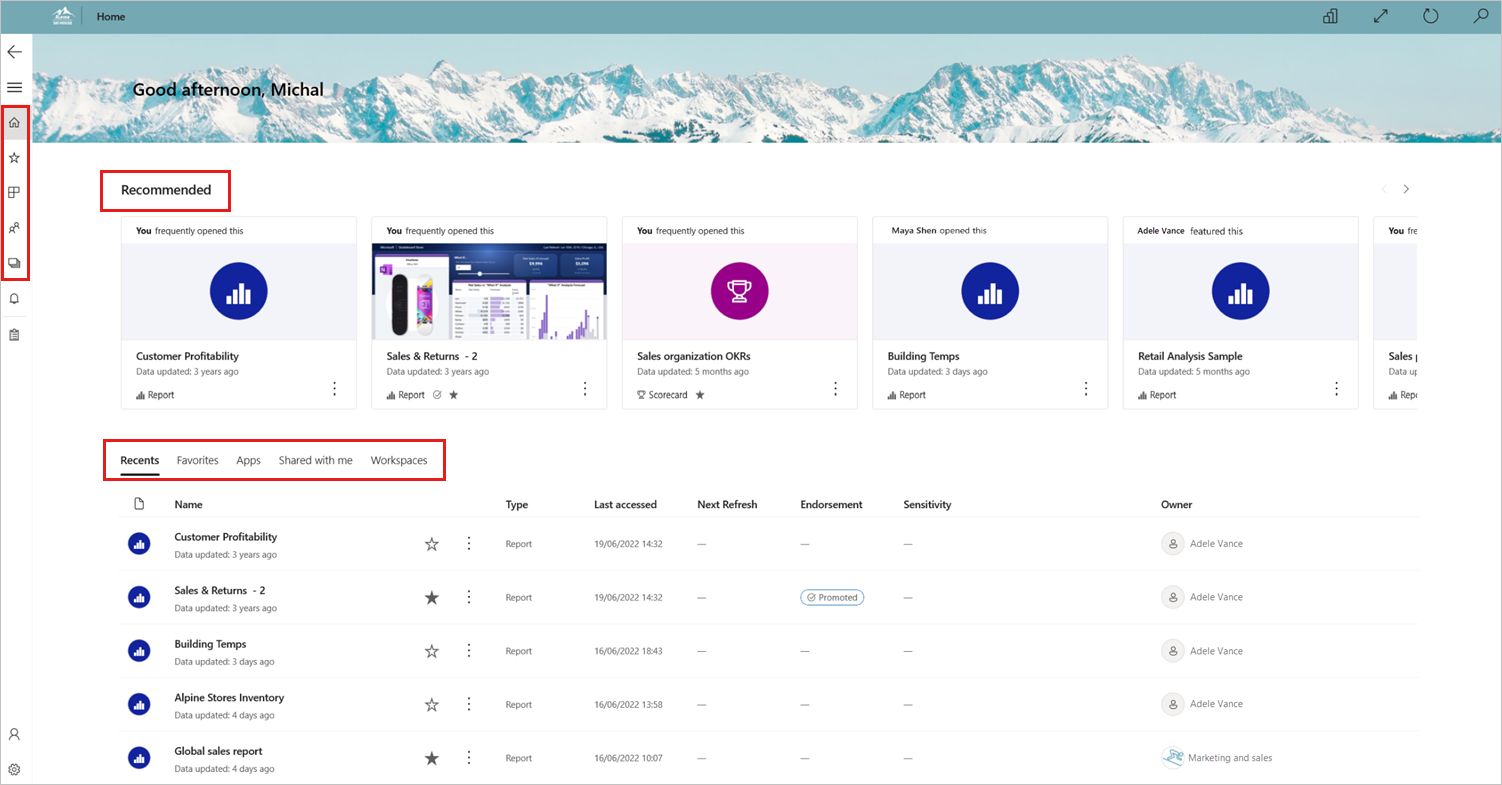 ALPINE
SKI HOUSE
Home
Good afternoon, Michal
Recommended
You frequently opened this
You frequently opened this
You frequently opened this
Maya Shen opened this
Adele Vance featured this
You fre
Customer Profitability
Data updated: 3 years ago
Report
Sales & Returns - 2
Data updated: 3 years ago
Report
Sales organization OKRs
Data updated: 5 months ago
Scorecard
Building Temps
Data updated: 3 days ago
Report
Retail Analysis Sample
Data updated: 5 months ago
Report
Sales
Data up
Repo
Recents Favorites Apps Shared with me Workspaces
Name Type Last accessed Next Refresh Endorsement Sensitivity Owner
Customer Profitability
Data updated: 3 years ago
Report 19/06/2022 14:32 — — — Adele Vance
Sales & Returns - 2
Data updated: 3 years ago
Report 19/06/2022 14:32 — Promoted — Adele Vance
Building Temps
Data updated: 3 days ago
Report 16/06/2022 18:43 — — — Adele Vance
Alpine Stores Inventory
Data updated: 4 days ago
Report 16/06/2022 13:58 — — — Adele Vance
Global sales report
Data updated: 4 days ago
Report 16/06/2022 10:07 — — — Marketing and sales